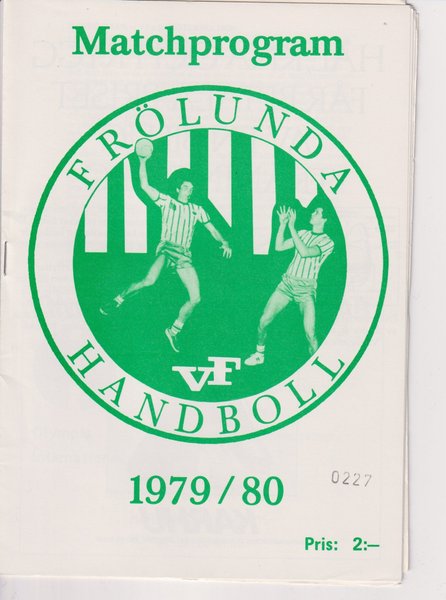 Matchprogram
FRÖLUNDA
VF
HANDBOLL
1979/80
0227
Pris: 2:—